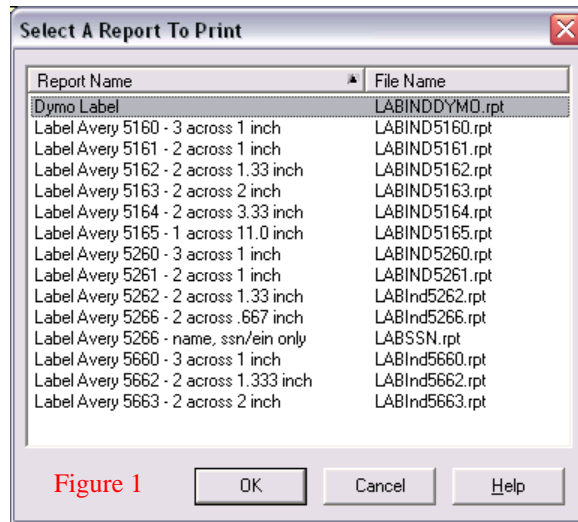 Select A Report To Print
Report Name File Name
Dymo Label LABINDDYMO.rpt
Label Avery 5160 - 3 across 1 inch LABIND5160.rpt
Label Avery 5161 - 2 across 1 inch LABIND5161.rpt
Label Avery 5162 - 2 across 1.33 inch LABIND5162.rpt
Label Avery 5163 - 2 across 2 inch LABIND5163.rpt
Label Avery 5164 - 2 across 3.33 inch LABIND5164.rpt
Label Avery 5165 - 1 across 11.0 inch LABIND5165.rpt
Label Avery 5260 - 3 across 1 inch LABIND5260.rpt
Label Avery 5261 - 2 across 1 inch LABIND5261.rpt
Label Avery 5262 - 2 across 1.33 inch LABInd5262.rpt
Label Avery 5266 - 2 across .667 inch LABInd5266.rpt
Label Avery 5266 - name, ssn/ein only LABSSN.rpt
Label Avery 5660 - 3 across 1 inch LABInd5660.rpt
Label Avery 5662 - 2 across 1.333 inch LABInd5662.rpt
Label Avery 5663 - 2 across 2 inch LABInd5663.rpt
Figure 1 OK Cancel Help